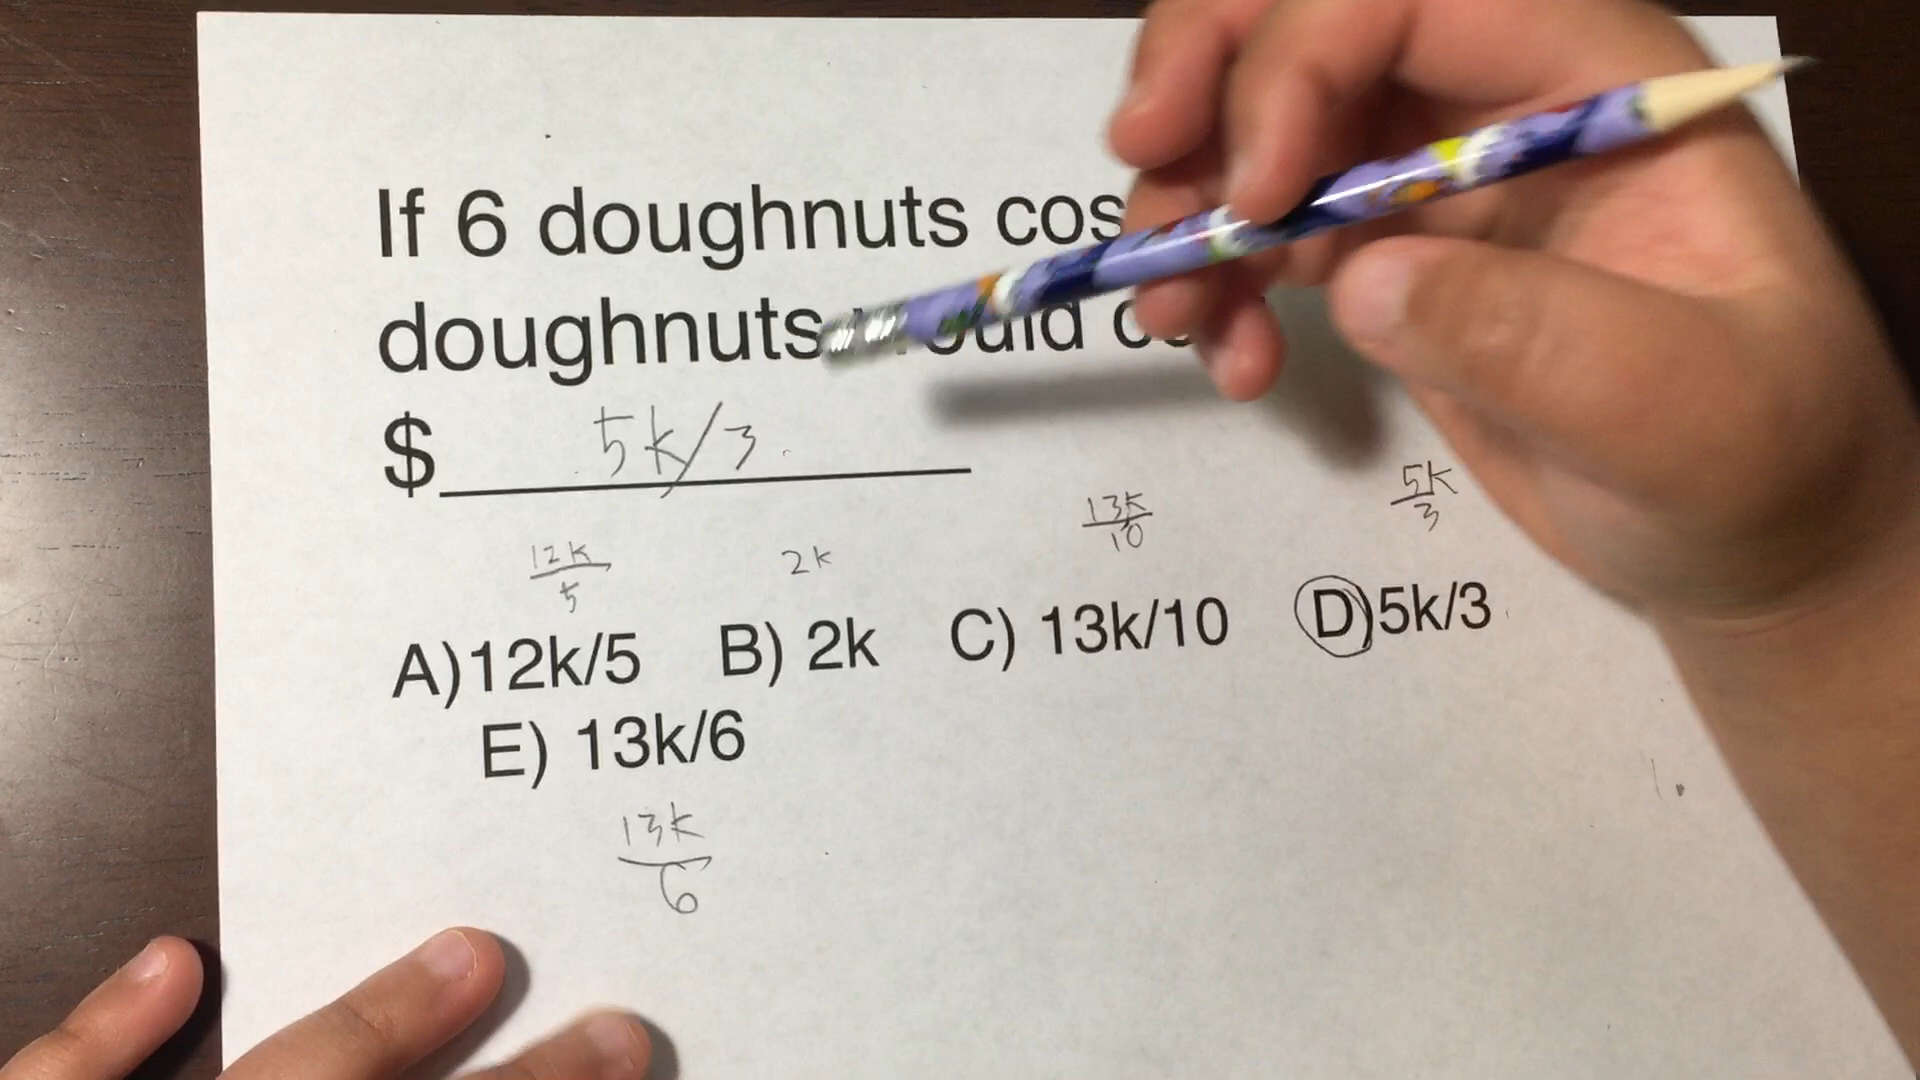 If 6 doughnuts cos
doughnuts would
$ 5k/3
12k/5 2k 13k/10 5k/3
A)12k/5 B) 2k C) 13k/10 D)5k/3
E) 13k/6
13k/6